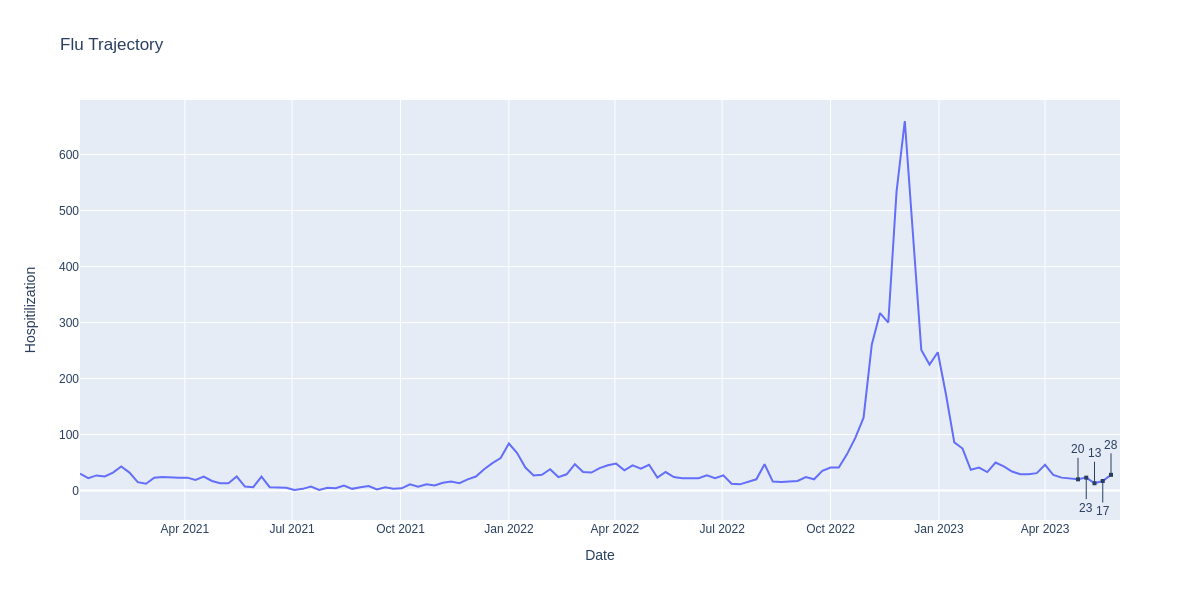 Flu Trajectory
Hospitilization
600
500
400
300
200
100
0
20
13
28
23
17
Apr 2021
Jul 2021
Oct 2021
Jan 2022
Apr 2022
Jul 2022
Oct 2022
Jan 2023
Apr 2023
Date